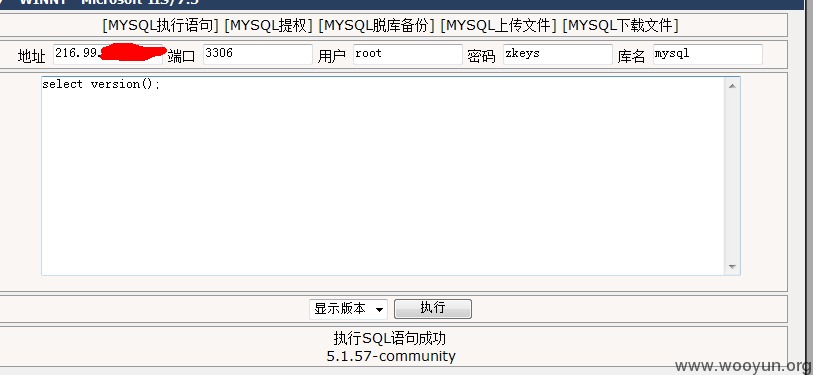 WINNT Microsoft-IIS/7.5
[MYSQL执行语句] [MYSQL提权] [MYSQL脱库备份] [MYSQL上传文件] [MYSQL下载文件]
地址 216.99. 端口 3306 用户 root 密码 zkeys 库名 mysql
select version();
显示版本 执行
执行SQL语句成功
5.1.57-community
www.wooyun.org